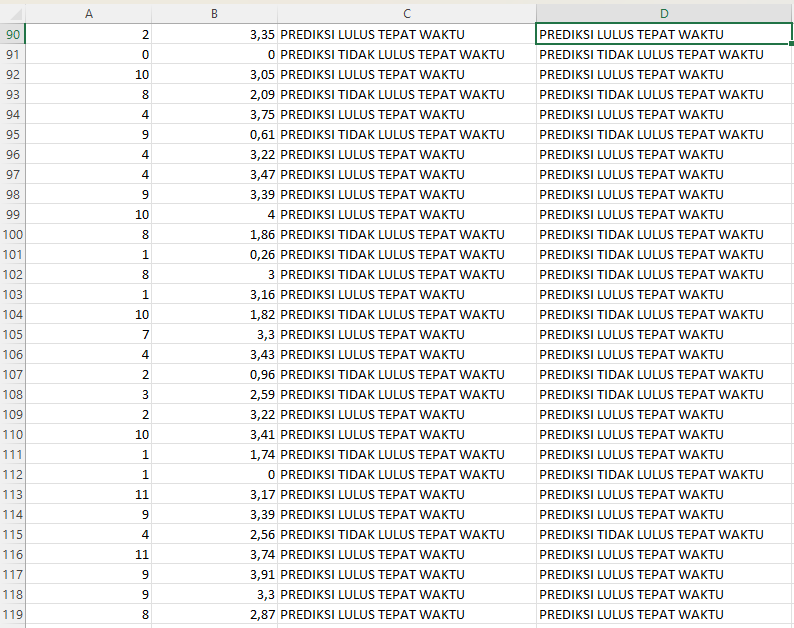 A B C D
90 2 3,35 PREDIKSI LULUS TEPAT WAKTU PREDIKSI LULUS TEPAT WAKTU
91 0 0 PREDIKSI TIDAK LULUS TEPAT WAKTU PREDIKSI TIDAK LULUS TEPAT WAKTU
92 10 3,05 PREDIKSI LULUS TEPAT WAKTU PREDIKSI LULUS TEPAT WAKTU
93 8 2,09 PREDIKSI TIDAK LULUS TEPAT WAKTU PREDIKSI TIDAK LULUS TEPAT WAKTU
94 4 3,75 PREDIKSI LULUS TEPAT WAKTU PREDIKSI LULUS TEPAT WAKTU
95 9 0,61 PREDIKSI TIDAK LULUS TEPAT WAKTU PREDIKSI TIDAK LULUS TEPAT WAKTU
96 4 3,22 PREDIKSI LULUS TEPAT WAKTU PREDIKSI LULUS TEPAT WAKTU
97 4 3,47 PREDIKSI LULUS TEPAT WAKTU PREDIKSI LULUS TEPAT WAKTU
98 9 3,39 PREDIKSI LULUS TEPAT WAKTU PREDIKSI LULUS TEPAT WAKTU
99 10 4 PREDIKSI LULUS TEPAT WAKTU PREDIKSI LULUS TEPAT WAKTU
100 8 1,86 PREDIKSI TIDAK LULUS TEPAT WAKTU PREDIKSI TIDAK LULUS TEPAT WAKTU
101 1 0,26 PREDIKSI TIDAK LULUS TEPAT WAKTU PREDIKSI TIDAK LULUS TEPAT WAKTU
102 8 3 PREDIKSI TIDAK LULUS TEPAT WAKTU PREDIKSI TIDAK LULUS TEPAT WAKTU
103 1 3,16 PREDIKSI LULUS TEPAT WAKTU PREDIKSI LULUS TEPAT WAKTU
104 10 1,82 PREDIKSI TIDAK LULUS TEPAT WAKTU PREDIKSI TIDAK LULUS TEPAT WAKTU
105 7 3,3 PREDIKSI LULUS TEPAT WAKTU PREDIKSI LULUS TEPAT WAKTU
106 4 3,43 PREDIKSI LULUS TEPAT WAKTU PREDIKSI LULUS TEPAT WAKTU
107 2 0,96 PREDIKSI TIDAK LULUS TEPAT WAKTU PREDIKSI TIDAK LULUS TEPAT WAKTU
108 3 2,59 PREDIKSI TIDAK LULUS TEPAT WAKTU PREDIKSI TIDAK LULUS TEPAT WAKTU
109 2 3,22 PREDIKSI LULUS TEPAT WAKTU PREDIKSI LULUS TEPAT WAKTU
110 10 3,41 PREDIKSI LULUS TEPAT WAKTU PREDIKSI LULUS TEPAT WAKTU
111 1 1,74 PREDIKSI TIDAK LULUS TEPAT WAKTU PREDIKSI LULUS TEPAT WAKTU
112 1 0 PREDIKSI TIDAK LULUS TEPAT WAKTU PREDIKSI TIDAK LULUS TEPAT WAKTU
113 11 3,17 PREDIKSI LULUS TEPAT WAKTU PREDIKSI LULUS TEPAT WAKTU
114 9 3,39 PREDIKSI LULUS TEPAT WAKTU PREDIKSI LULUS TEPAT WAKTU
115 4 2,56 PREDIKSI TIDAK LULUS TEPAT WAKTU PREDIKSI TIDAK LULUS TEPAT WAKTU
116 11 3,74 PREDIKSI LULUS TEPAT WAKTU PREDIKSI LULUS TEPAT WAKTU
117 9 3,91 PREDIKSI LULUS TEPAT WAKTU PREDIKSI LULUS TEPAT WAKTU
118 9 3,3 PREDIKSI LULUS TEPAT WAKTU PREDIKSI LULUS TEPAT WAKTU
119 8 2,87 PREDIKSI LULUS TEPAT WAKTU PREDIKSI LULUS TEPAT WAKTU